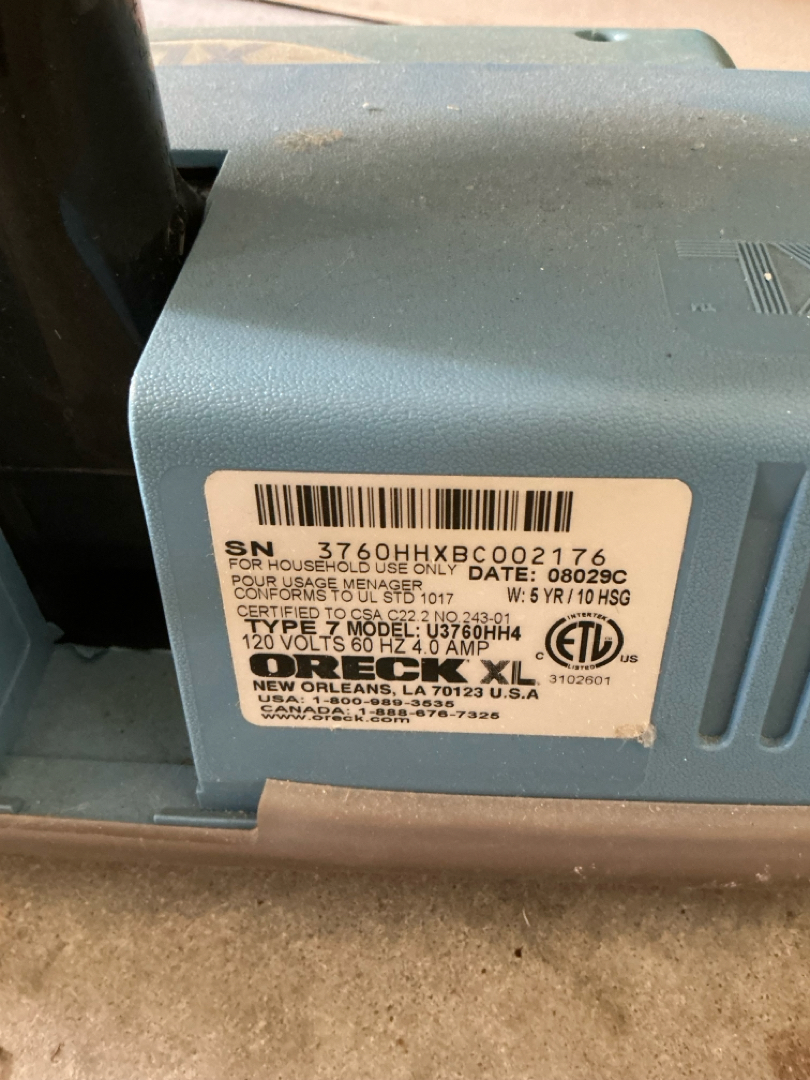 SN 3760HHXBC002176
FOR HOUSEHOLD USE ONLY DATE: 08029C
POUR USAGE MENAGER
CONFORMS TO UL STD 1017 W: 5 YR / 10 HSG
CERTIFIED TO CSA C22.2 NO.243-01
TYPE 7 MODEL: U3760HH4
120 VOLTS 60 HZ 4.0 AMP
INTERTEK
ETL
LISTED
C US
ORECK XL 3102601
NEW ORLEANS, LA 70123 U.S.A
USA: 1-800-989-3535
CANADA: 1-888-676-7325
www.oreck.com